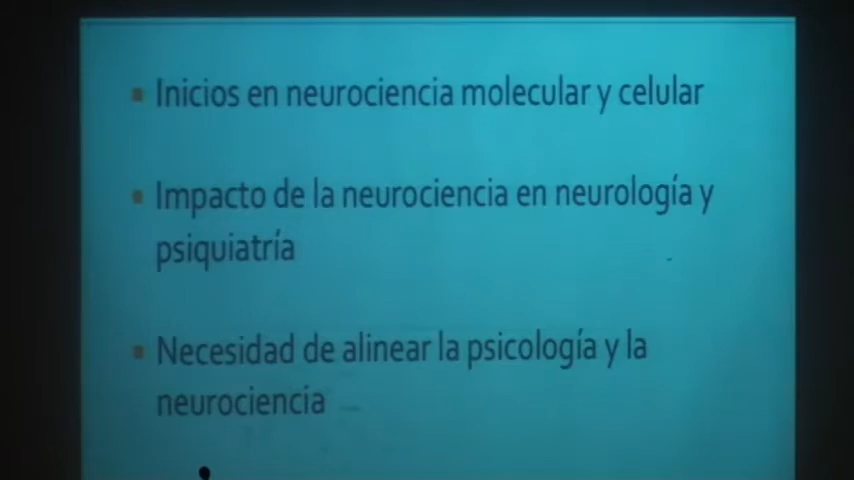 ▪ Inicios en neurociencia molecular y celular
▪ Impacto de la neurociencia en neurología y
psiquiatría
▪ Necesidad de alinear la psicología y la
neurociencia